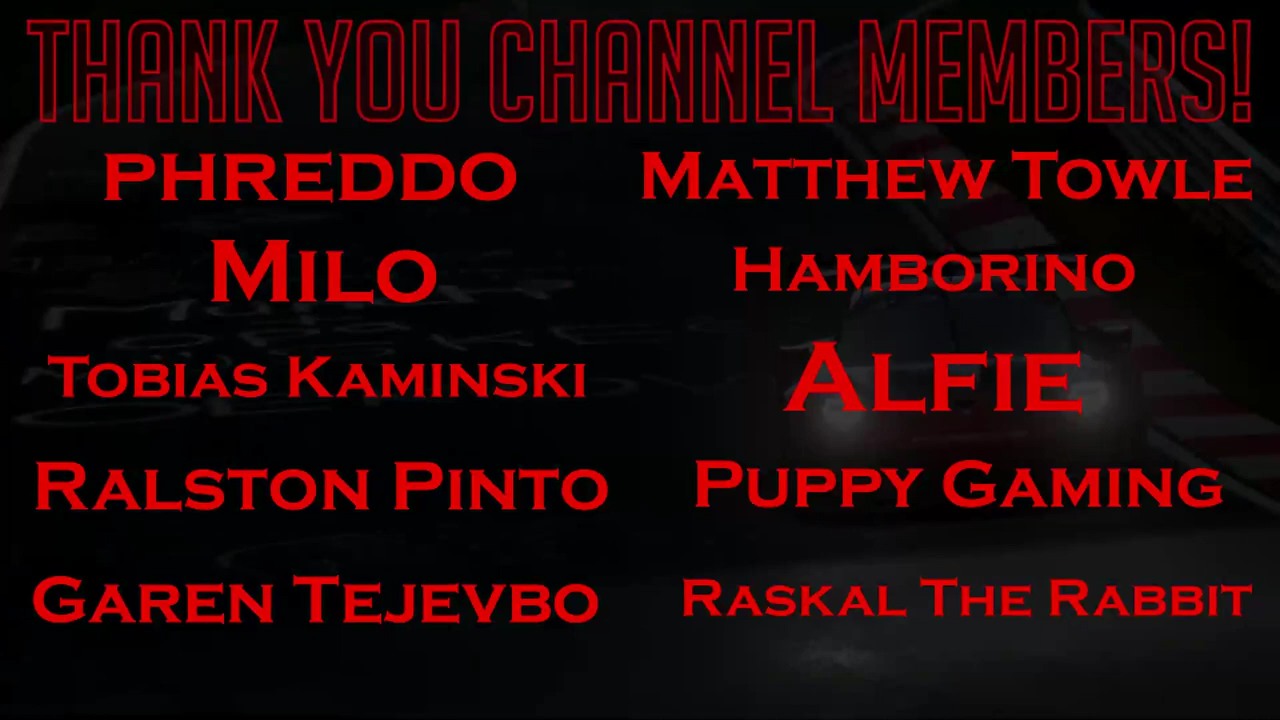 THANK YOU CHANNEL MEMBERS!
PHREDDO
MATTHEW TOWLE
MILO
HAMBORINO
TOBIAS KAMINSKI
ALFIE
RALSTON PINTO
PUPPY GAMING
GAREN TEJEVBO
RASKAL THE RABBIT